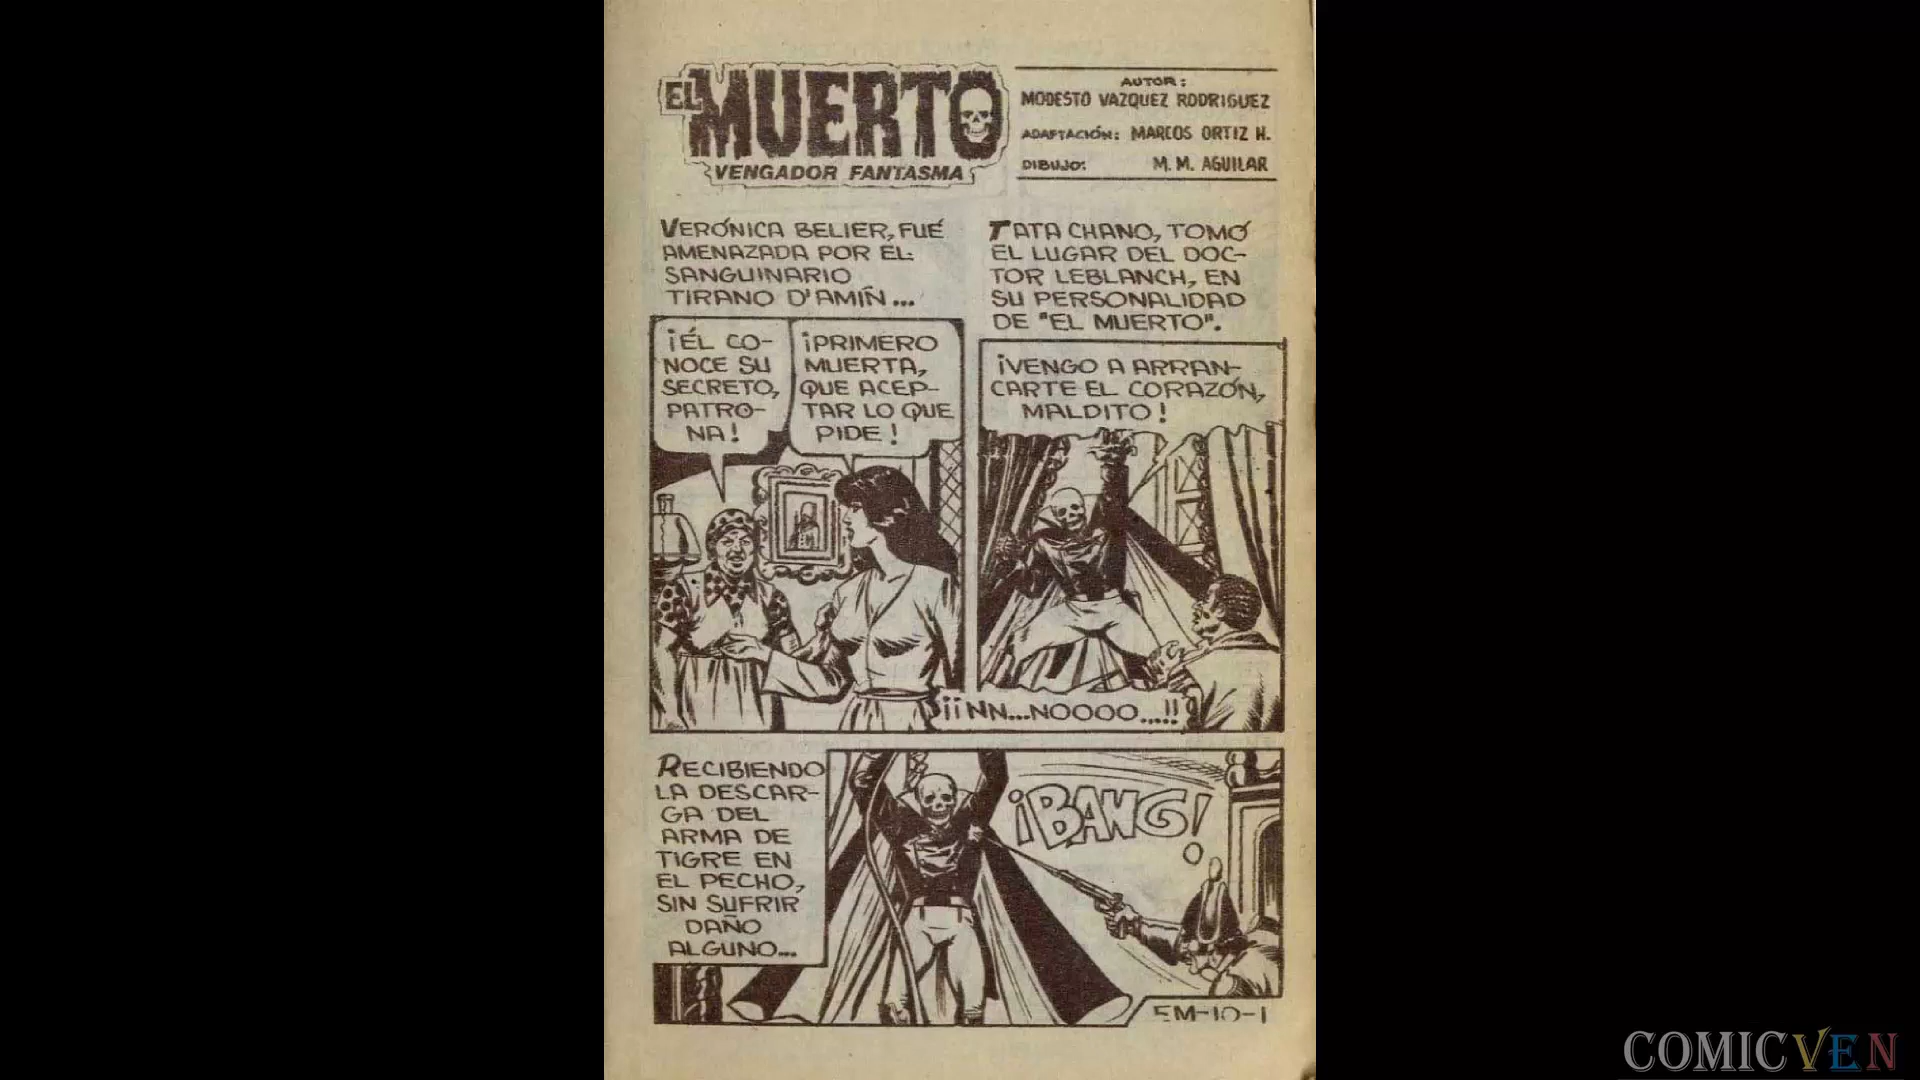 EL MUERTO
VENGADOR FANTASMA
AUTOR:
MODESTO VAZQUEZ RODRIGUEZ
ADAPTACIÓN: MARCOS ORTIZ H.
DIBUJO: M. M. AGUILAR
VERÓNICA BELIER, FUÉ
AMENAZADA POR EL
SANGUINARIO
TIRANO D'AMIN...
TATA CHANO, TOMÓ
EL LUGAR DEL DOC-
TOR LEBLANCH, EN
SU PERSONALIDAD
DE "EL MUERTO".
¡ÉL CO-
NOCE SU
SECRETO,
PATRO-
NA!
¡PRIMERO
MUERTA,
QUE ACEP-
TAR LO QUE
PIDE!
¡VENGO A ARRAN-
CARTE EL CORAZÓN,
MALDITO!
¡¡NN...NOOOO....!!
RECIBIENDO
LA DESCAR-
GA DEL
ARMA DE
TIGRE EN
EL PECHO,
SIN SUFRIR
DAÑO
ALGUNO...
¡BANG!
EM-10-1
COMICVEN